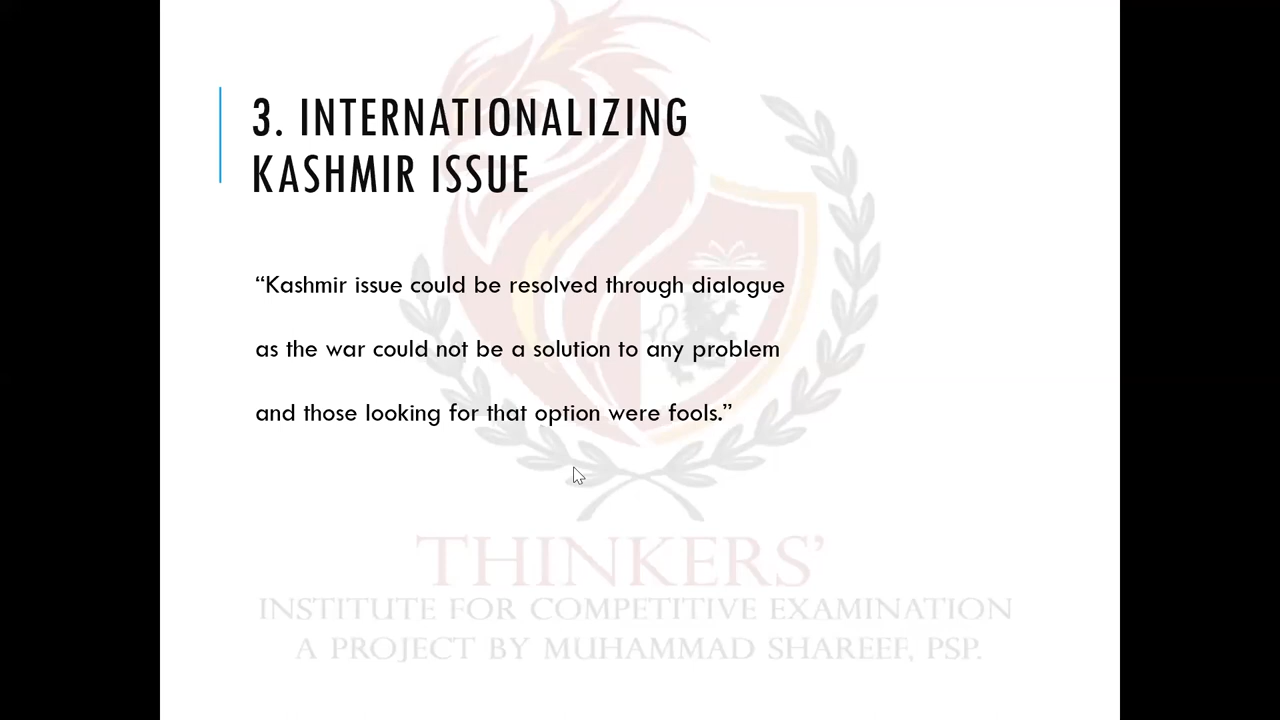 3. INTERNATIONALIZING
KASHMIR ISSUE
“Kashmir issue could be resolved through dialogue
as the war could not be a solution to any problem
and those looking for that option were fools.”
THINKERS’
INSTITUTE FOR COMPETITIVE EXAMINATION
A PROJECT BY MUHAMMAD SHAREEF, PSP.